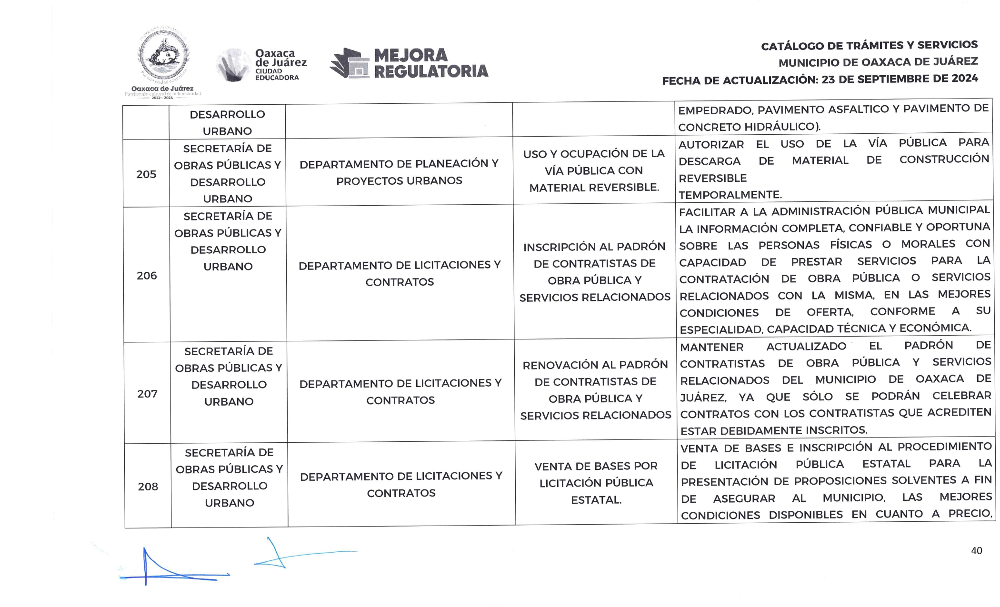 Oaxaca de Juárez
2022 - 2024
Oaxaca
de Juárez
CIUDAD
EDUCADORA
MEJORA
REGULATORIA
CATÁLOGO DE TRÁMITES Y SERVICIOS
MUNICIPIO DE OAXACA DE JUÁREZ
FECHA DE ACTUALIZACIÓN: 23 DE SEPTIEMBRE DE 2024
DESARROLLO
URBANO
EMPEDRADO, PAVIMENTO ASFALTICO Y PAVIMENTO DE
CONCRETO HIDRÁULICO).
205
SECRETARÍA DE
OBRAS PÚBLICAS Y
DESARROLLO
URBANO
DEPARTAMENTO DE PLANEACIÓN Y
PROYECTOS URBANOS
USO Y OCUPACIÓN DE LA
VÍA PÚBLICA CON
MATERIAL REVERSIBLE.
AUTORIZAR EL USO DE LA VÍA PÚBLICA PARA
DESCARGA DE MATERIAL DE CONSTRUCCIÓN
REVERSIBLE
TEMPORALMENTE.
206
SECRETARÍA DE
OBRAS PÚBLICAS Y
DESARROLLO
URBANO
DEPARTAMENTO DE LICITACIONES Y
CONTRATOS
INSCRIPCIÓN AL PADRÓN
DE CONTRATISTAS DE
OBRA PÚBLICA Y
SERVICIOS RELACIONADOS
FACILITAR A LA ADMINISTRACIÓN PÚBLICA MUNICIPAL
LA INFORMACIÓN COMPLETA, CONFIABLE Y OPORTUNA
SOBRE LAS PERSONAS FÍSICAS O MORALES CON
CAPACIDAD DE PRESTAR SERVICIOS PARA LA
CONTRATACIÓN DE OBRA PÚBLICA O SERVICIOS
RELACIONADOS CON LA MISMA, EN LAS MEJORES
CONDICIONES DE OFERTA, CONFORME A SU
ESPECIALIDAD, CAPACIDAD TÉCNICA Y ECONÓMICA.
207
SECRETARÍA DE
OBRAS PÚBLICAS Y
DESARROLLO
URBANO
DEPARTAMENTO DE LICITACIONES Y
CONTRATOS
RENOVACIÓN AL PADRÓN
DE CONTRATISTAS DE
OBRA PÚBLICA Y
SERVICIOS RELACIONADOS
MANTENER ACTUALIZADO EL PADRÓN DE
CONTRATISTAS DE OBRA PÚBLICA Y SERVICIOS
RELACIONADOS DEL MUNICIPIO DE OAXACA DE
JUÁREZ, YA QUE SÓLO SE PODRÁN CELEBRAR
CONTRATOS CON LOS CONTRATISTAS QUE ACREDITEN
ESTAR DEBIDAMENTE INSCRITOS.
208
SECRETARÍA DE
OBRAS PÚBLICAS Y
DESARROLLO
URBANO
DEPARTAMENTO DE LICITACIONES Y
CONTRATOS
VENTA DE BASES POR
LICITACIÓN PÚBLICA
ESTATAL.
VENTA DE BASES E INSCRIPCIÓN AL PROCEDIMIENTO
DE LICITACIÓN PÚBLICA ESTATAL PARA LA
PRESENTACIÓN DE PROPOSICIONES SOLVENTES A FIN
DE ASEGURAR AL MUNICIPIO, LAS MEJORES
CONDICIONES DISPONIBLES EN CUANTO A PRECIO,
40